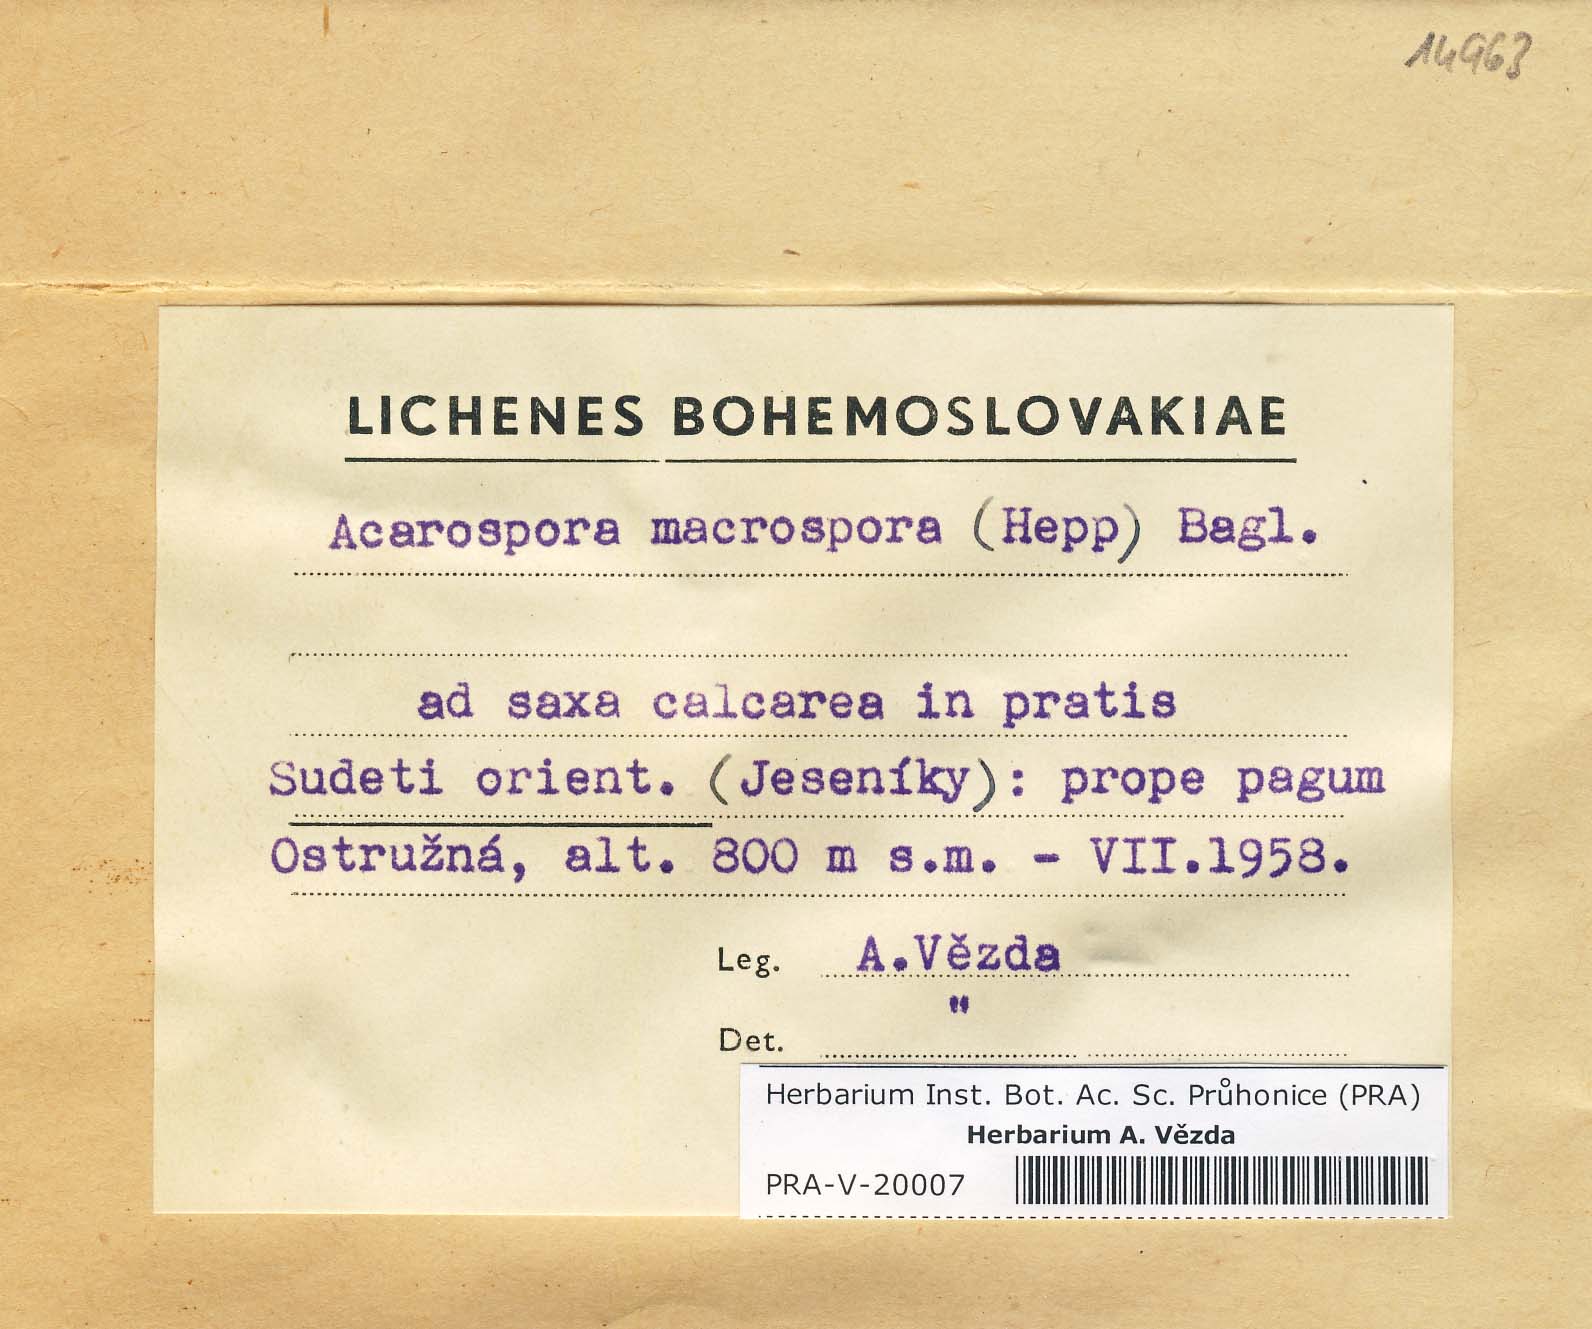 14963
LICHENES BOHEMOSLOVAKIAE
Acarospora macrospora (Hepp) Bagl.
ad saxa calcarea in pratis
Sudeti orient. (Jeseníky): prope pagum
Ostružná, alt. 800 m s.m. - VII.1958.
Leg. A.Vězda
Det. "
Herbarium Inst. Bot. Ac. Sc. Průhonice (PRA)
Herbarium A. Vězda
PRA-V-20007